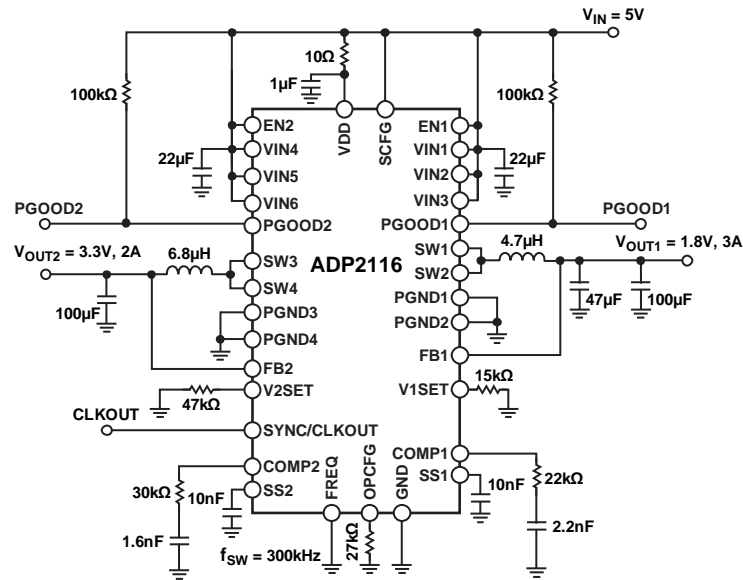 V_IN = 5V
10Ω
1µF
100kΩ
100kΩ
VDD
SCFG
EN2
VIN4
VIN5
VIN6
PGOOD2
EN1
VIN1
VIN2
VIN3
PGOOD1
22µF
22µF
PGOOD2
PGOOD1
V_OUT2 = 3.3V, 2A
6.8µH
SW3
SW4
ADP2116
SW1
SW2
4.7µH
V_OUT1 = 1.8V, 3A
100µF
47µF
100µF
PGND3
PGND4
PGND1
PGND2
FB2
FB1
V2SET
47kΩ
V1SET
15kΩ
CLKOUT
SYNC/CLKOUT
COMP2
SS2
COMP1
SS1
30kΩ
10nF
1.6nF
FREQ
OPCFG
GND
10nF
22kΩ
2.2nF
f_SW = 300kHz
27kΩ